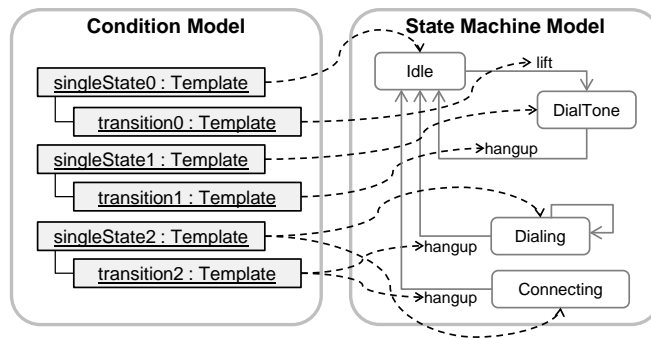 Condition Model
singleState0 : Template
transition0 : Template
singleState1 : Template
transition1 : Template
singleState2 : Template
transition2 : Template
State Machine Model
Idle
lift
DialTone
hangup
Dialing
hangup
Connecting
hangup